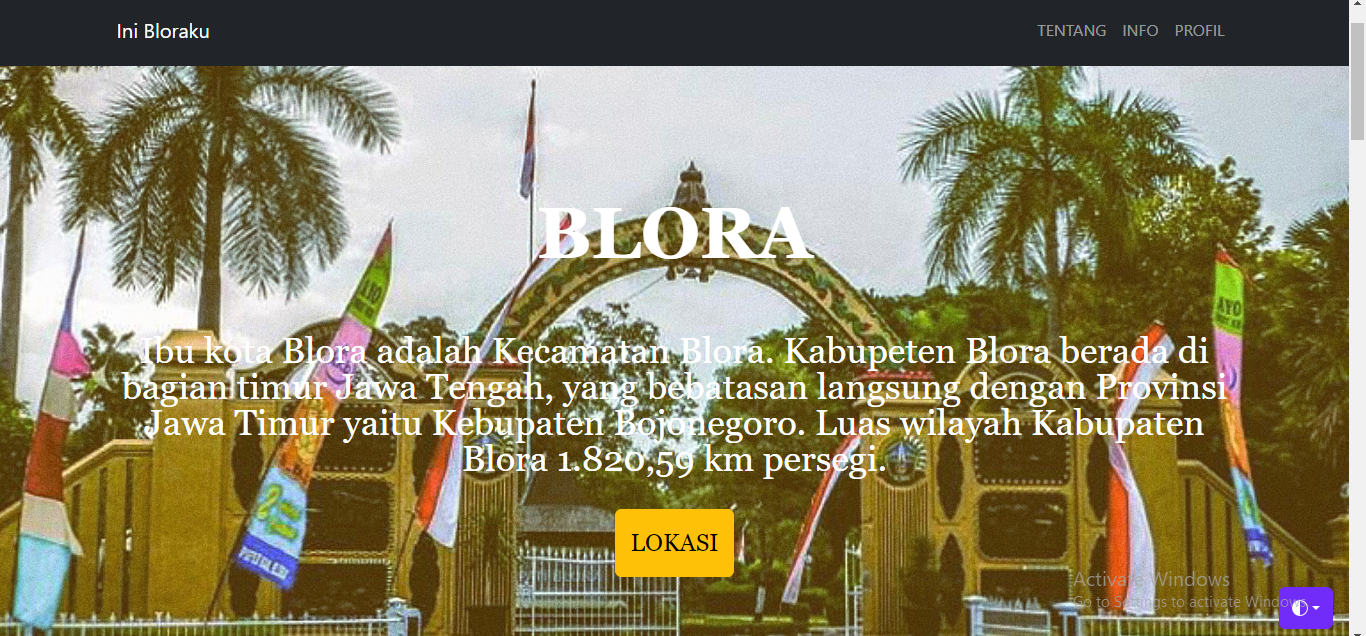 Ini Bloraku
TENTANG INFO PROFIL
BLORA
Ibu kota Blora adalah Kecamatan Blora. Kabupeten Blora berada di
bagian timur Jawa Tengah, yang bebatasan langsung dengan Provinsi
Jawa Timur yaitu Kebupaten Bojonegoro. Luas wilayah Kabupaten
Blora 1.820,59 km persegi.
LOKASI
AYO
Activate Windows
Go to Settings to activate Windows.